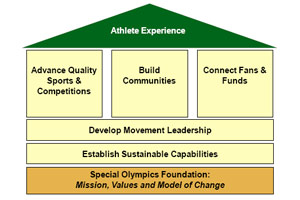 Athlete Experience
Advance Quality
Sports &
Competitions
Build
Communities
Connect Fans &
Funds
Develop Movement Leadership
Establish Sustainable Capabilities
Special Olympics Foundation:
Mission, Values and Model of Change